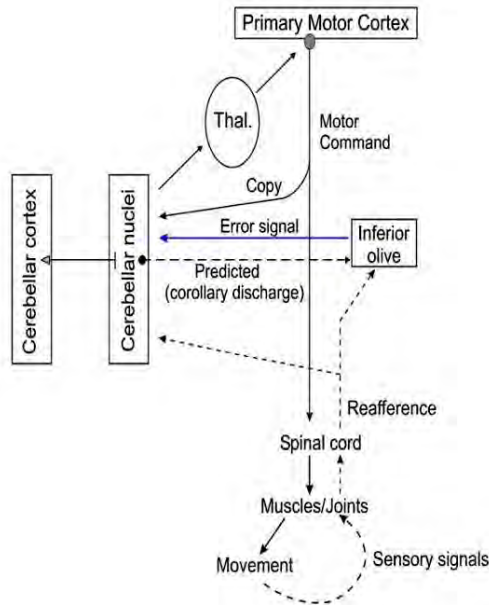 Primary Motor Cortex
Thal.
Motor
Command
Copy
Cerebellar cortex
Cerebellar nuclei
Error signal
Inferior
olive
Predicted
(corollary discharge)
Reafference
Spinal cord
Muscles/Joints
Movement
Sensory signals